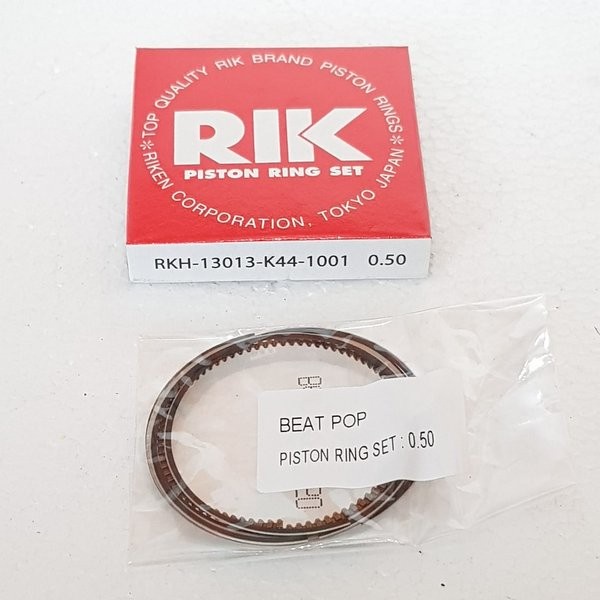 *TOP QUALITY RIK BRAND PISTON RINGS*
RIK
PISTON RING SET
RIKEN CORPORATION, TOKYO JAPAN
RKH-13013-K44-1001 0.50
BEAT POP
PISTON RING SET : 0.50